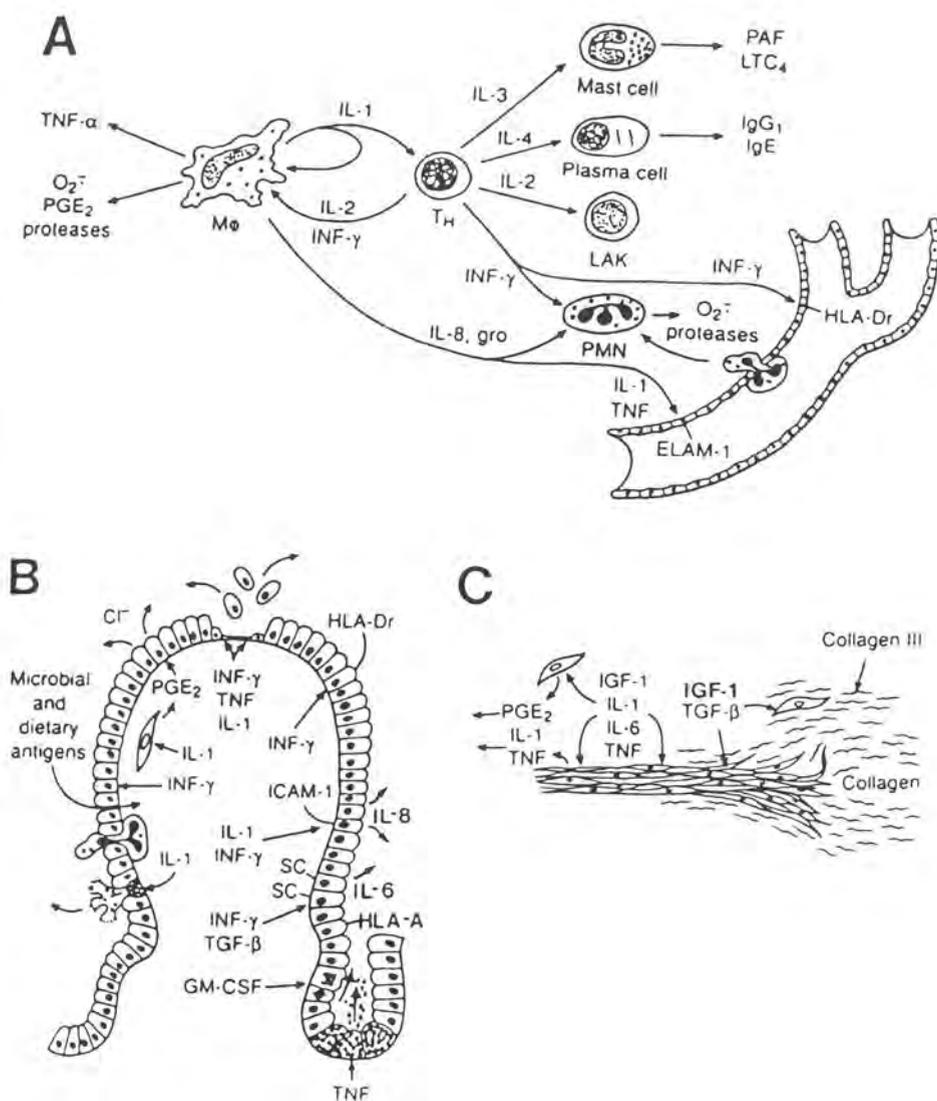 A
PAF
LTC₄
Mast cell
IL-3
IL-1
TNF-α
IL-4
IgG₁
IgE
Plasma cell
O₂⁻
PGE₂
proteases
IL-2
MΦ
IL-2
INF-γ
T_H
LAK
INF-γ
INF-γ
HLA-Dr
O₂⁻
proteases
IL-8, gro
PMN
IL-1
TNF
ELAM-1
B
Cl⁻
HLA-Dr
Microbial
and
dietary
antigens
PGE₂
INF-γ
TNF
IL-1
IL-1
INF-γ
INF-γ
ICAM-1
IL-8
IL-1
INF-γ
IL-1
SC
SC
IL-6
INF-γ
TGF-β
HLA-A
GM-CSF
TNF
C
Collagen III
IGF-1
IL-1
IL-6
TNF
IGF-1
TGF-β
PGE₂
IL-1
TNF
Collagen